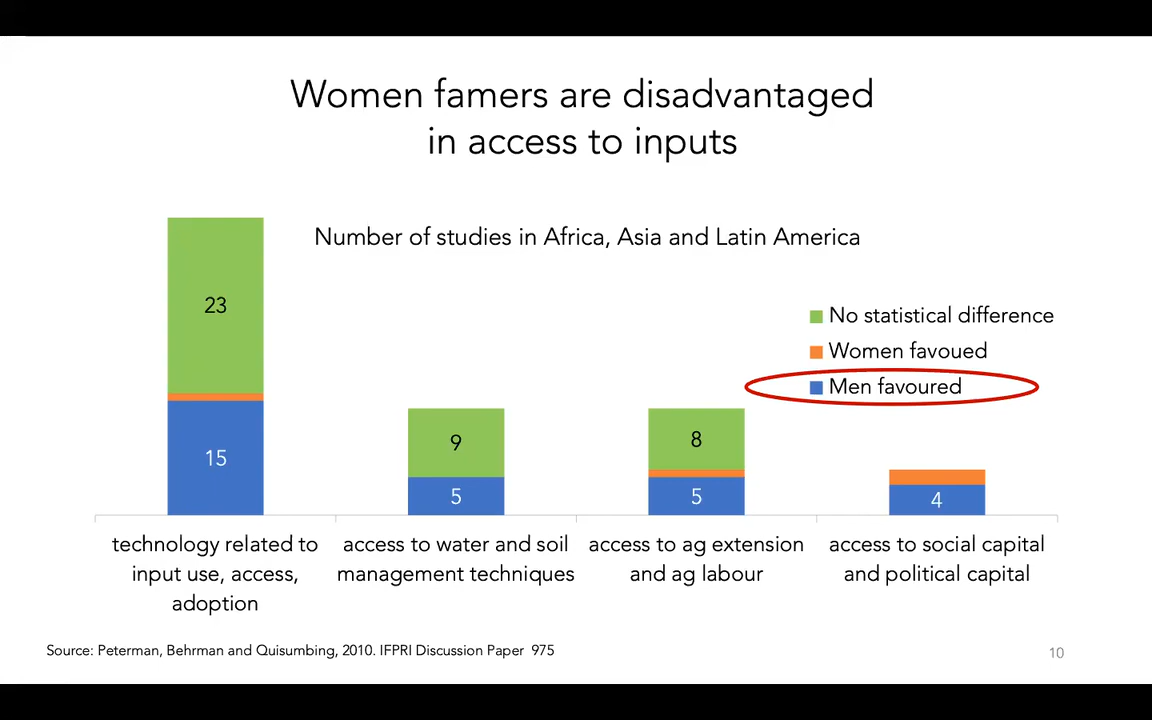 Women famers are disadvantaged
in access to inputs
Number of studies in Africa, Asia and Latin America
No statistical difference
Women favoued
Men favoured
23
15
9
5
8
5
4
technology related to
input use, access,
adoption
access to water and soil
management techniques
access to ag extension
and ag labour
access to social capital
and political capital
Source: Peterman, Behrman and Quisumbing, 2010. IFPRI Discussion Paper 975
10